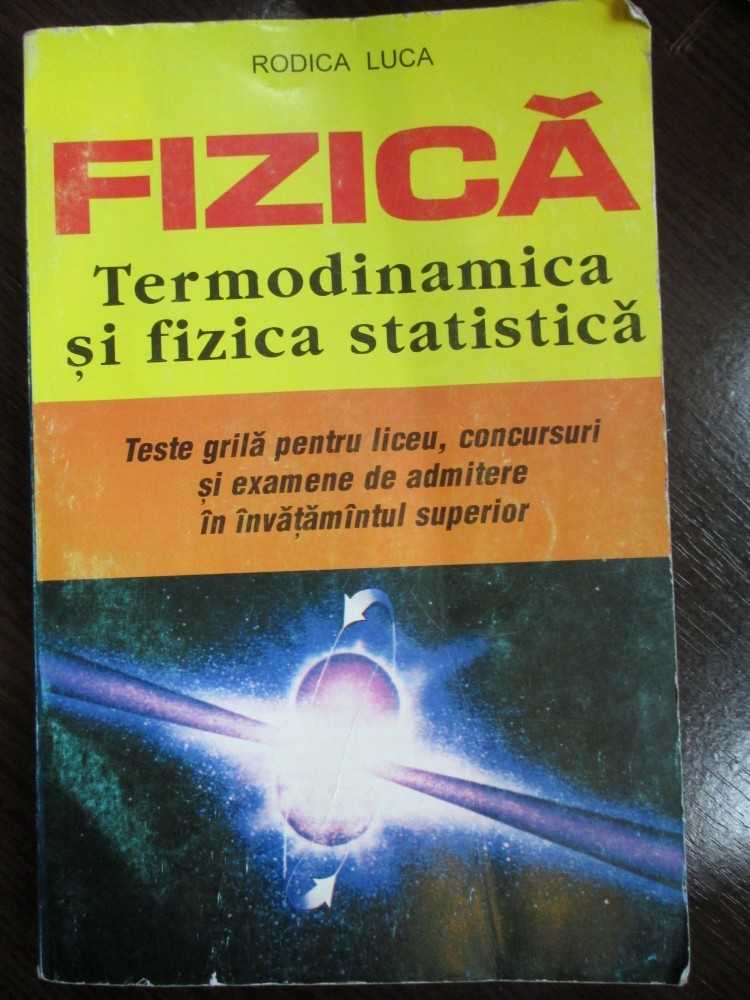 RODICA LUCA
FIZICĂ
Termodinamica
și fizica statistică
Teste grilă pentru liceu, concursuri
și examene de admitere
în învățămîntul superior